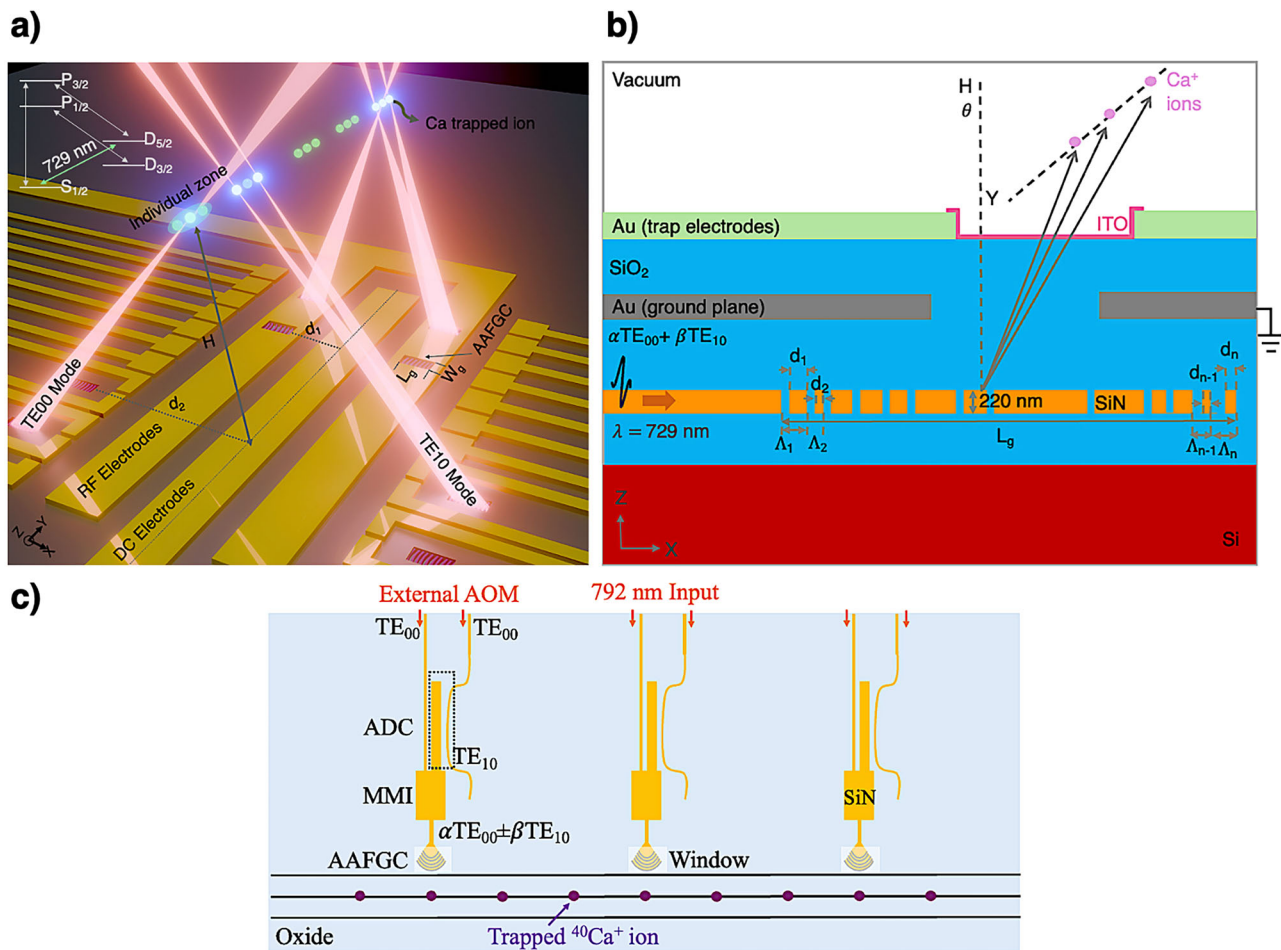 a)
P3/2
P1/2
D5/2
D3/2
729 nm
S1/2
Individual zone
Ca trapped ion
H
d1
d2
AAFGC
Lg
Wg
TE00 Mode
TE10 Mode
RF Electrodes
DC Electrodes
Z
Y
X
b)
Vacuum
H
θ
Ca+
ions
Y
Au (trap electrodes)
ITO
SiO2
Au (ground plane)
αTE00+ βTE10
d1
d2
dn-1
dn
220 nm
SiN
λ = 729 nm
Lg
Λ1
Λ2
Λn-1
Λn
Z
X
Si
c)
External AOM
792 nm Input
TE00
TE00
ADC
TE10
MMI
SiN
αTE00±βTE10
AAFGC
Window
Oxide
Trapped 40Ca+ ion